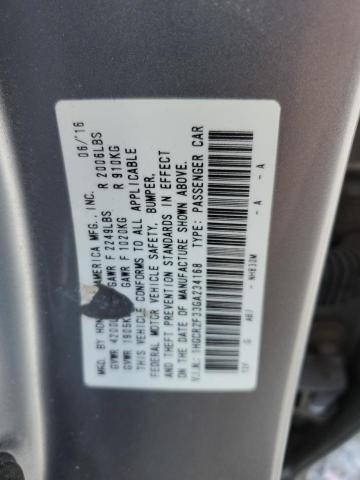 MFD. BY HONDA AMERICA MFG., INC. 06/16
GVWR 4200LBS GAWR F 2249LBS R 2006LBS
GVWR 1905KG GAWR F 1020KG R 910KG
THIS VEHICLE CONFORMS TO ALL APPLICABLE
FEDERAL MOTOR VEHICLE SAFETY, BUMPER,
AND THEFT PREVENTION STANDARDS IN EFFECT
ON THE DATE OF MANUFACTURE SHOWN ABOVE.
V.I.N.: 1HGCR2F33GA234168 TYPE: PASSENGER CAR